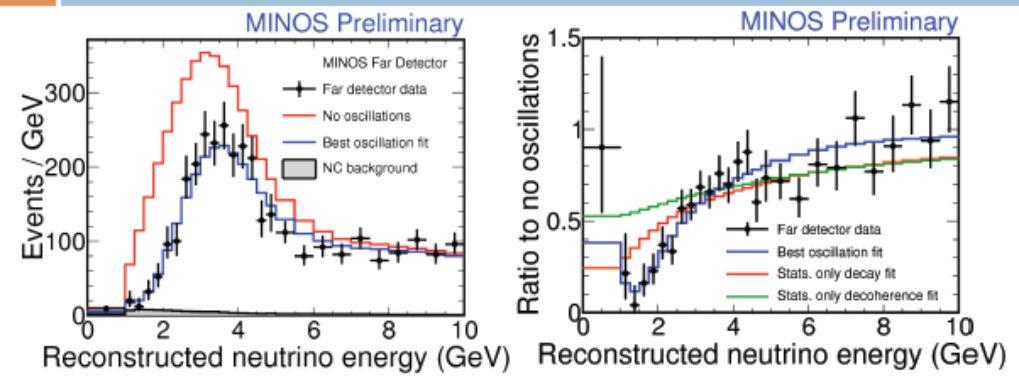 MINOS Preliminary
Events / GeV
300
200
100
0
MINOS Far Detector
Far detector data
No oscillations
Best oscillation fit
NC background
0 2 4 6 8 10
Reconstructed neutrino energy (GeV)
MINOS Preliminary
Ratio to no oscillations
1.5
1
0.5
0
Far detector data
Best oscillation fit
Stats. only decay fit
Stats. only decoherence fit
0 2 4 6 8 10
Reconstructed neutrino energy (GeV)